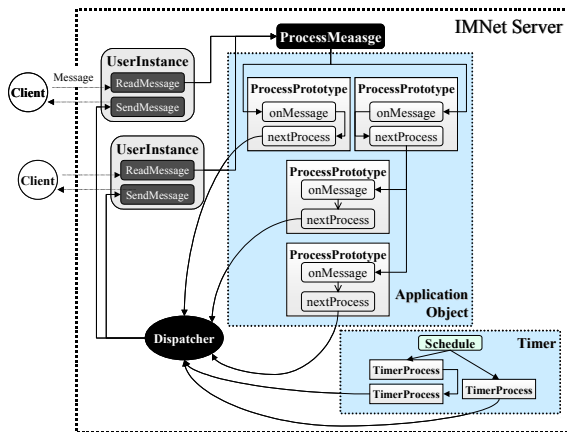 IMNet Server
ProcessMeaasge
UserInstance
Message
ReadMessage
SendMessage
Client
ProcessPrototype
onMessage
nextProcess
ProcessPrototype
onMessage
nextProcess
UserInstance
ReadMessage
SendMessage
Client
ProcessPrototype
onMessage
nextProcess
ProcessPrototype
onMessage
nextProcess
Application
Object
Dispatcher
Schedule
Timer
TimerProcess
TimerProcess
TimerProcess